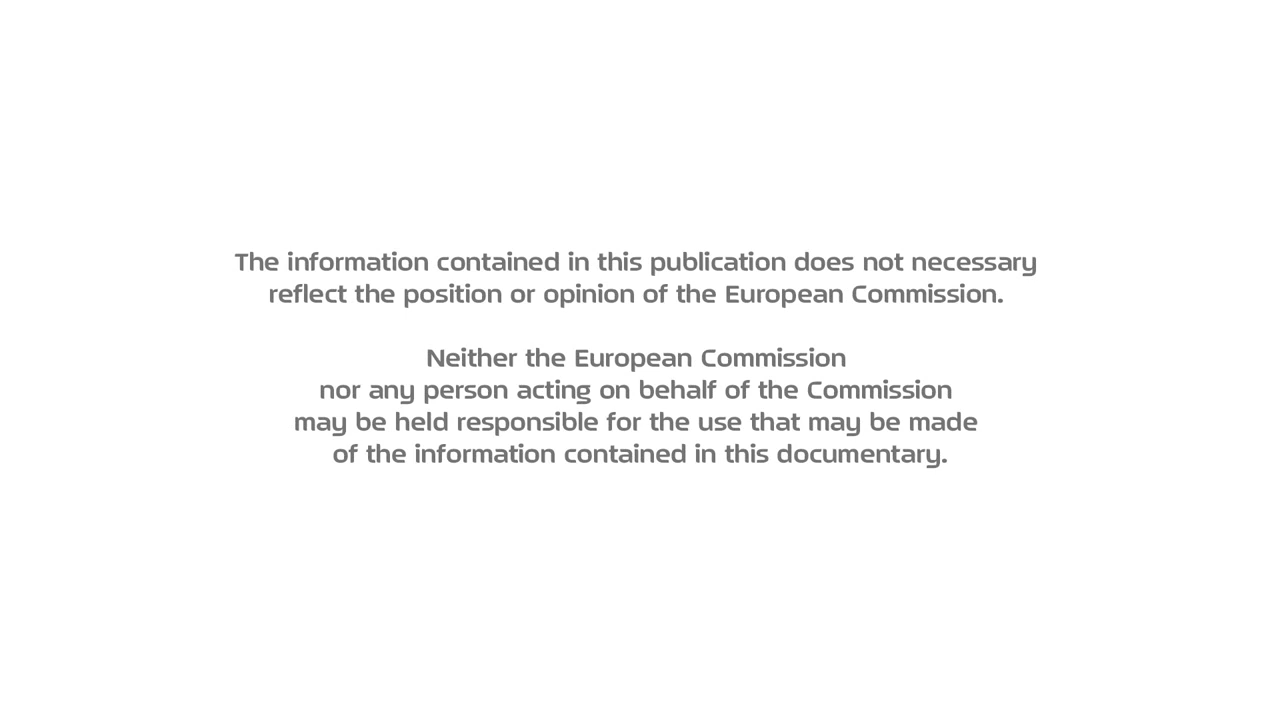 The information contained in this publication does not necessary
reflect the position or opinion of the European Commission.
Neither the European Commission
nor any person acting on behalf of the Commission
may be held responsible for the use that may be made
of the information contained in this documentary.